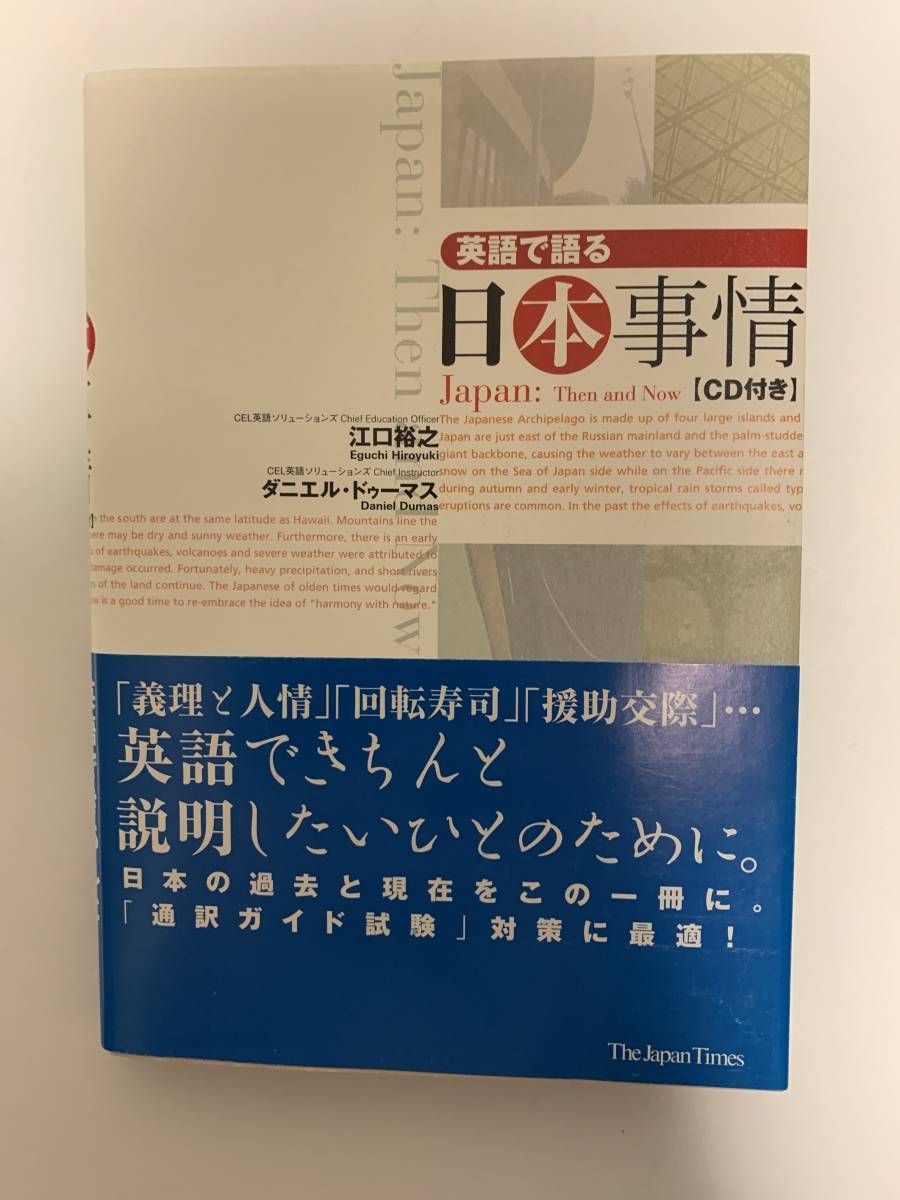 Japan: Then and Now
英語で語る
日本事情
Japan: Then and Now【CD付き】
CEL英語ソリューションズ Chief Education Officer
江口裕之
Eguchi Hiroyuki
CEL英語ソリューションズ Chief Instructor
ダニエル・ドゥーマス
Daniel Dumas
The Japanese Archipelago is made up of four large islands and
Japan are just east of the Russian mainland and the palm-studde
giant backbone, causing the weather to vary between the east a
snow on the Sea of Japan side while on the Pacific side there
during autumn and early winter, tropical rain storms called typ
eruptions are common. In the past the effects of earthquakes, vo
the south are at the same latitude as Hawaii. Mountains line the
ere may be dry and sunny weather. Furthermore, there is an early
of earthquakes, volcanoes and severe weather were attributed to
damage occurred. Fortunately, heavy precipitation, and short rivers
of the land continue. The Japanese of olden times would regard
is a good time to re-embrace the idea of "harmony with nature."
「義理と人情」「回転寿司」「援助交際」…
英語できちんと
説明したいひとのために。
日本の過去と現在をこの一冊に。
「通訳ガイド試験」対策に最適!
The Japan Times